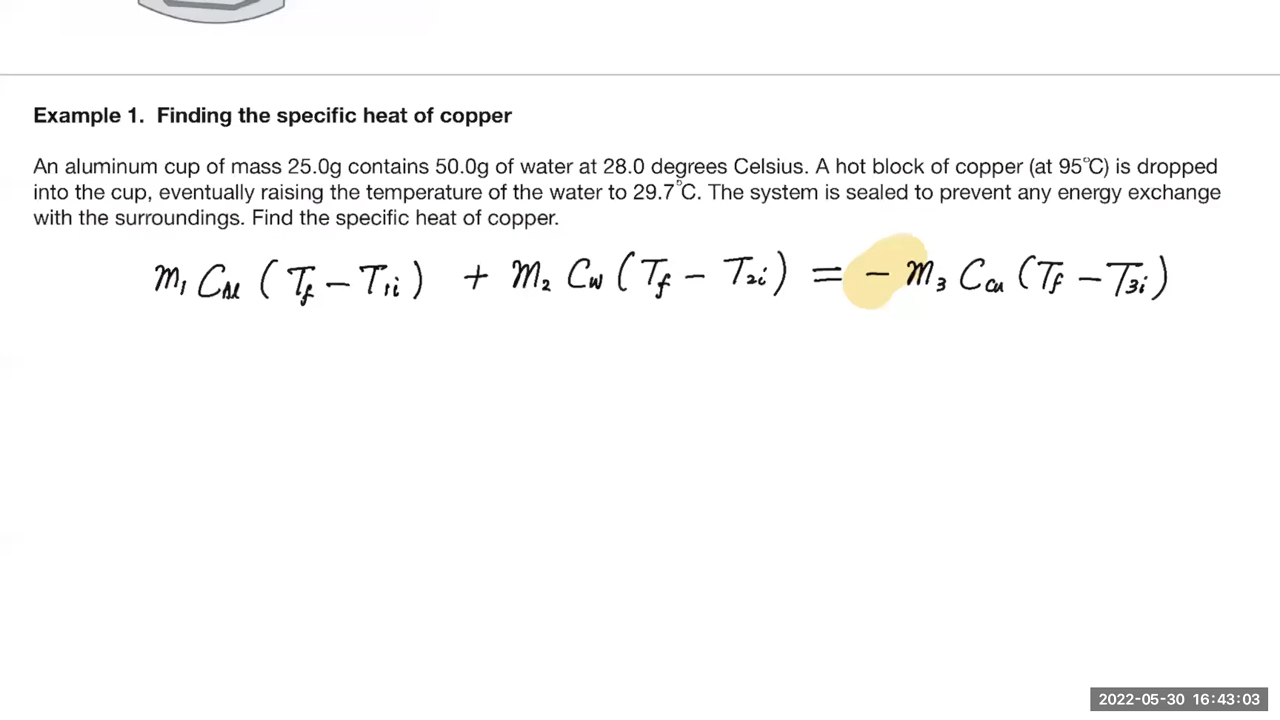 Example 1. Finding the specific heat of copper
An aluminum cup of mass 25.0g contains 50.0g of water at 28.0 degrees Celsius. A hot block of copper (at 95°C) is dropped
into the cup, eventually raising the temperature of the water to 29.7°C. The system is sealed to prevent any energy exchange
with the surroundings. Find the specific heat of copper.
m₁ C_Al (T_f − T_1i) + m₂ C_w (T_f − T_2i) = − m₃ C_cu (T_f − T_3i)
2022-05-30 16:43:03